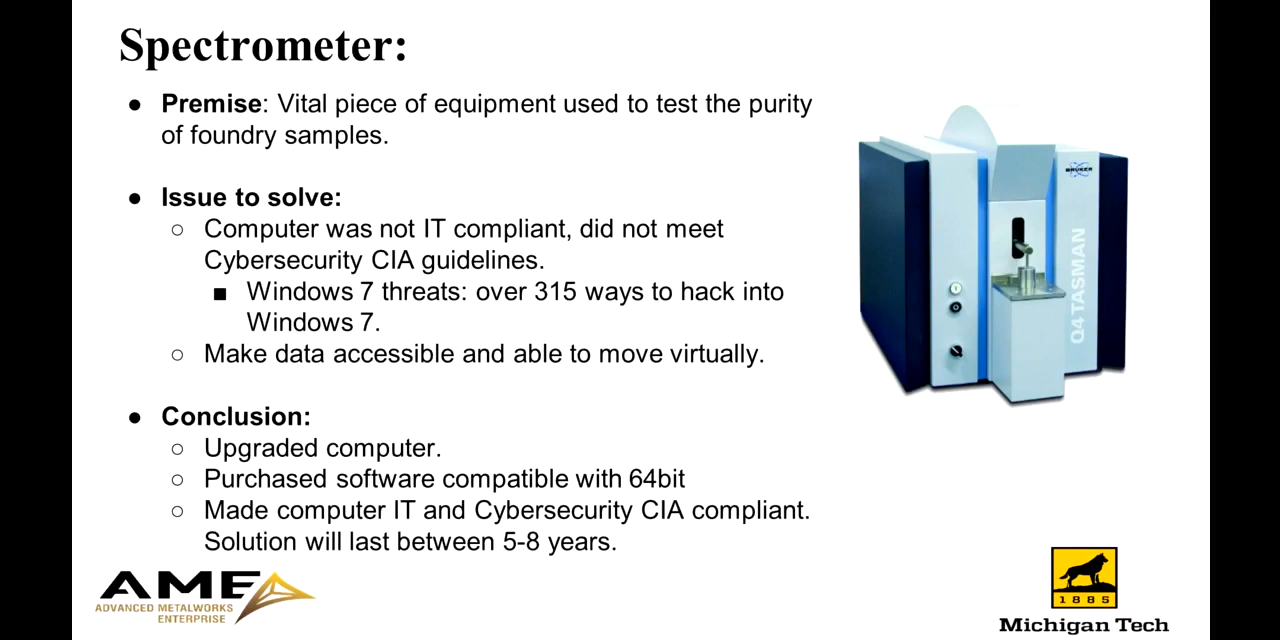 Spectrometer:
● Premise: Vital piece of equipment used to test the purity
of foundry samples.
● Issue to solve:
○ Computer was not IT compliant, did not meet
Cybersecurity CIA guidelines.
■ Windows 7 threats: over 315 ways to hack into
Windows 7.
○ Make data accessible and able to move virtually.
● Conclusion:
○ Upgraded computer.
○ Purchased software compatible with 64bit
○ Made computer IT and Cybersecurity CIA compliant.
Solution will last between 5-8 years.
BRUKER
Q4 TASMAN
AME
ADVANCED METALWORKS
ENTERPRISE
1885
Michigan Tech